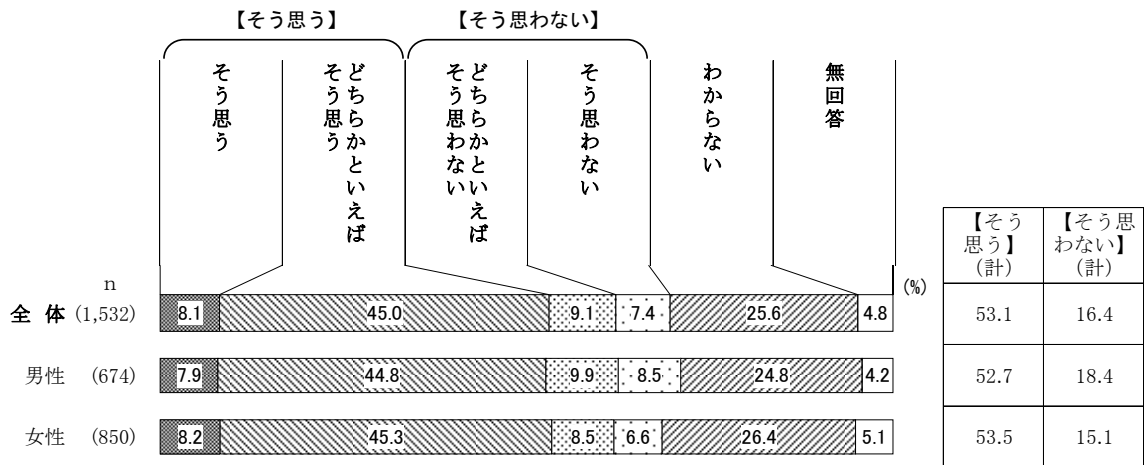 【そう思う】 【そう思わない】
そう思う
どちらかといえば
そう思う
どちらかといえば
そう思わない
そう思わない
わからない
無回答
n
(%)
【そう
思う】
(計)
【そう思
わない】
(計)
全 体 (1,532) 8.1 45.0 9.1 7.4 25.6 4.8 53.1 16.4
男性 (674) 7.9 44.8 9.9 8.5 24.8 4.2 52.7 18.4
女性 (850) 8.2 45.3 8.5 6.6 26.4 5.1 53.5 15.1